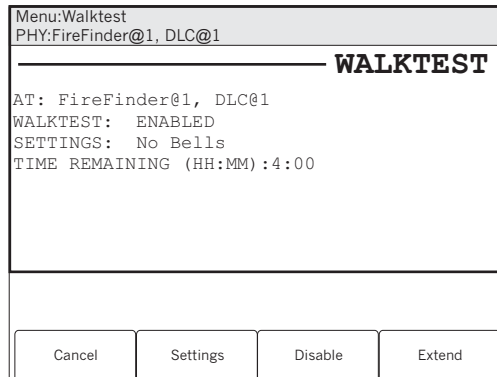 Menu:Walktest
PHY:FireFinder@1, DLC@1
WALKTEST
AT: FireFinder@1, DLC@1
WALKTEST: ENABLED
SETTINGS: No Bells
TIME REMAINING (HH:MM):4:00
Cancel Settings Disable Extend